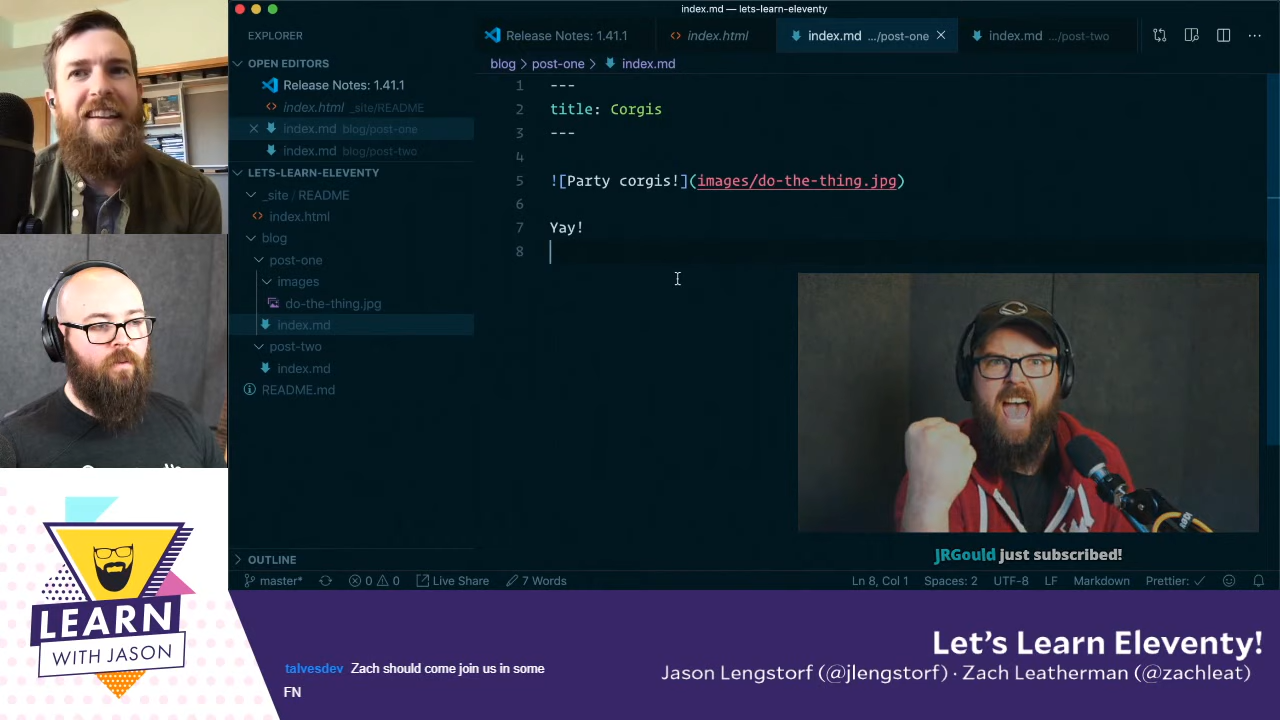 index.md — lets-learn-eleventy
EXPLORER
OPEN EDITORS
Release Notes: 1.41.1
index.html _site/README
index.md blog/post-one
index.md blog/post-two
LETS-LEARN-ELEVENTY
_site / README
index.html
blog
post-one
images
do-the-thing.jpg
index.md
post-two
index.md
README.md
OUTLINE
Release Notes: 1.41.1
index.html
index.md .../post-one
index.md .../post-two
blog > post-one > index.md
1 ---
2 title: Corgis
3 ---
4
5 ![Party corgis!](images/do-the-thing.jpg)
6
7 Yay!
8
JRGould just subscribed!
master* 0 0 Live Share 7 Words Ln 8, Col 1 Spaces: 2 UTF-8 LF Markdown Prettier: ✓
LEARN
WITH JASON
talvesdev Zach should come join us in some
FN
Let's Learn Eleventy!
Jason Lengstorf (@jlengstorf) · Zach Leatherman (@zachleat)